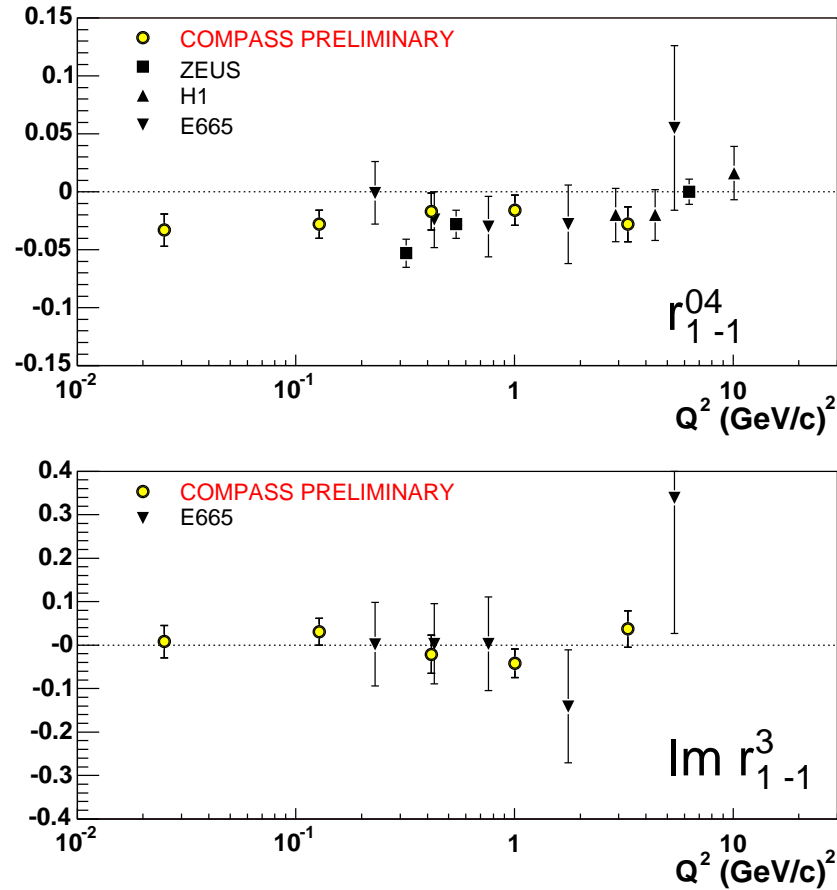 0.15
COMPASS PRELIMINARY
0.1
ZEUS
H1
0.05
E665
0
-0.05
-0.1
r^{04}_{1 -1}
-0.15
10^{-2} 10^{-1} 1 10
Q^2 (GeV/c)^2
0.4
COMPASS PRELIMINARY
E665
0.3
0.2
0.1
-0
-0.1
-0.2
Im r^3_{1 -1}
-0.3
-0.4
10^{-2} 10^{-1} 1 10
Q^2 (GeV/c)^2